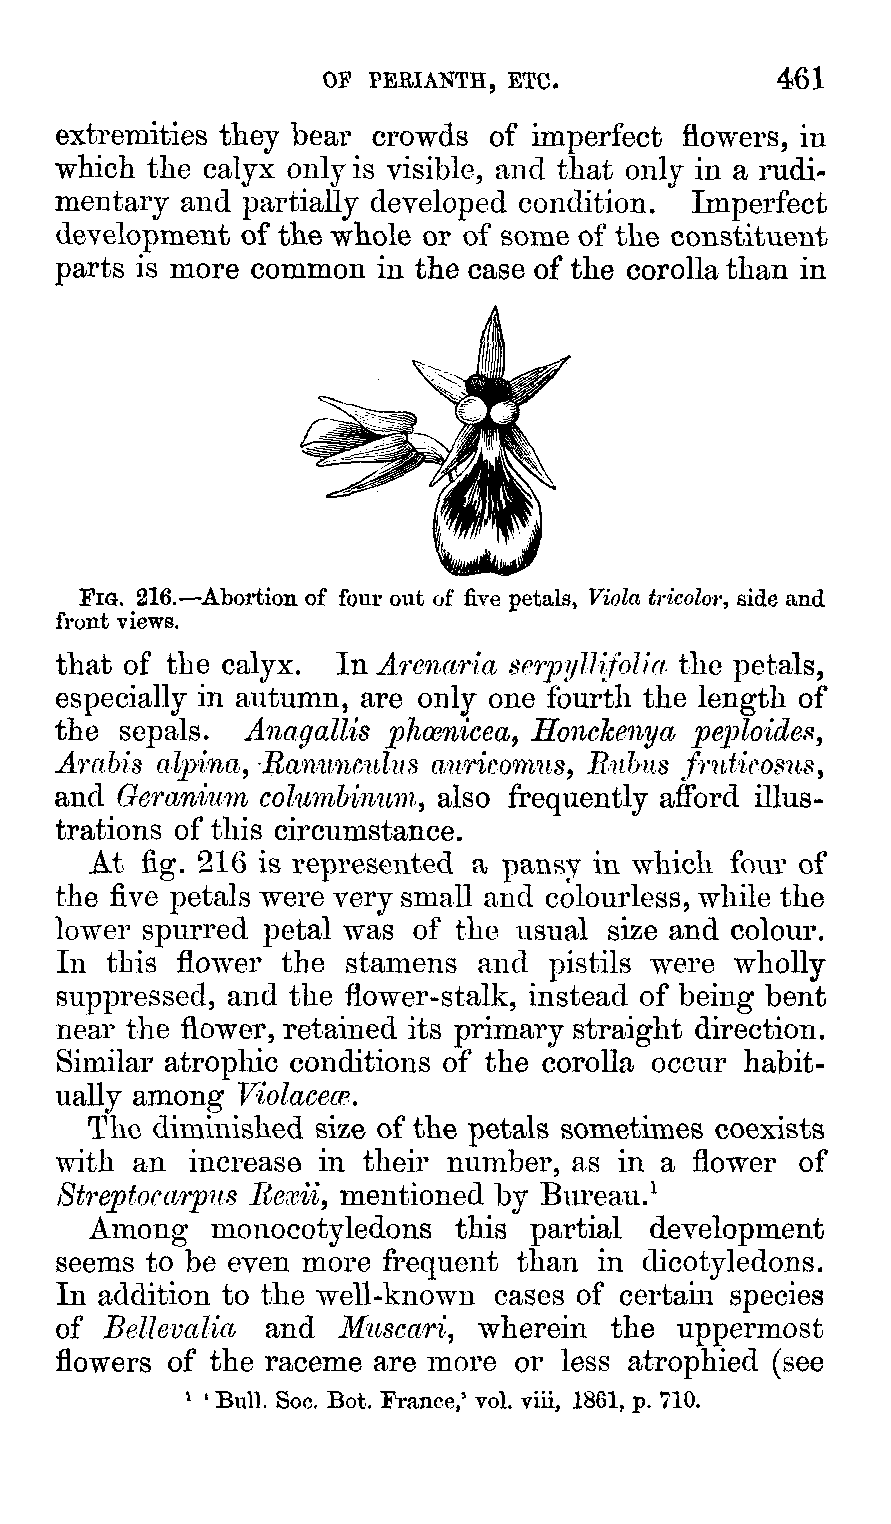 OF PERIANTH, ETC. 461
extremities they bear crowds of imperfect flowers, in
which the calyx only is visible, and that only in a rudi-
mentary and partially developed condition. Imperfect
development of the whole or of some of the constituent
parts is more common in the case of the corolla than in
FIG. 216.—Abortion of four out of five petals, Viola tricolor, side and
front views.
that of the calyx. In Arenaria serpyllifolia the petals,
especially in autumn, are only one fourth the length of
the sepals. Anagallis phœnicea, Honckenya peploides,
Arabis alpina, Ranunculus auricomus, Rubus fruticosus,
and Geranium columbinum, also frequently afford illus-
trations of this circumstance.
At fig. 216 is represented a pansy in which four of
the five petals were very small and colourless, while the
lower spurred petal was of the usual size and colour.
In this flower the stamens and pistils were wholly
suppressed, and the flower-stalk, instead of being bent
near the flower, retained its primary straight direction.
Similar atrophic conditions of the corolla occur habit-
ually among Violaceæ.
The diminished size of the petals sometimes coexists
with an increase in their number, as in a flower of
Streptocarpus Rexii, mentioned by Bureau.¹
Among monocotyledons this partial development
seems to be even more frequent than in dicotyledons.
In addition to the well-known cases of certain species
of Bellevalia and Muscari, wherein the uppermost
flowers of the raceme are more or less atrophied (see
¹ ‘Bull. Soc. Bot. France,’ vol. viii, 1861, p. 710.